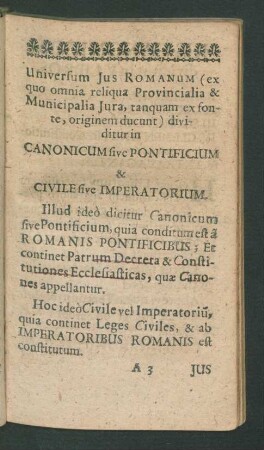 Universum Jus ROMANUM (ex
quo omnia reliqua Provincialia &
Municipalia Jura, tanquam ex fon-
te, originem ducunt) divi-
ditur in
CANONICUM sive PONTIFICIUM
&
CIVILE sive IMPERATORIUM.
Illud ideò dicitur Canonicum
sive Pontificium, quia conditum est â
ROMANIS PONTIFICIBUS; Et
continet Patrum Decreta & Consti-
tutiones Ecclesiasticas, quæ Cano-
nes appellantur.
Hoc ideò Civile vel Imperatoriũ,
quia continet Leges Civiles, & ab
IMPERATORIBUS ROMANIS est
constitutum.
A 3 JUS